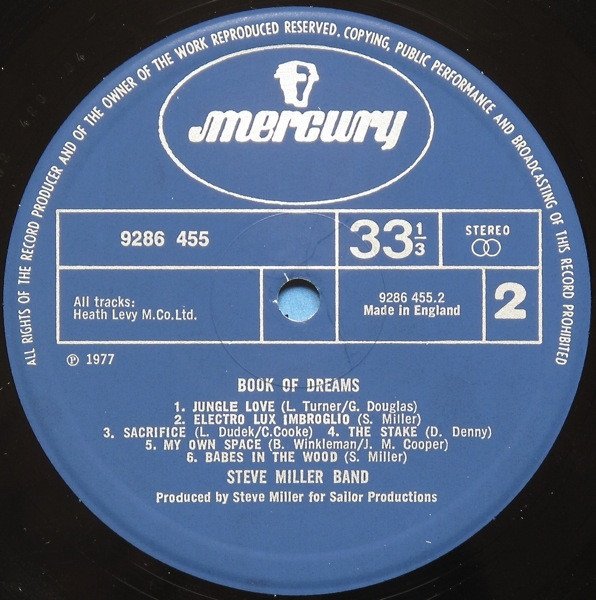 ALL RIGHTS OF THE RECORD PRODUCER AND OF THE OWNER OF THE WORK REPRODUCED RESERVED. COPYING, PUBLIC PERFORMANCE AND BROADCASTING OF THIS RECORD PROHIBITED
mercury
9286 455
33 1/3
STEREO
All tracks:
Heath Levy M.Co.Ltd.
9286 455.2
Made in England
2
℗ 1977
BOOK OF DREAMS
1. JUNGLE LOVE (L. Turner/G. Douglas)
2. ELECTRO LUX IMBROGLIO (S. Miller)
3. SACRIFICE (L. Dudek/C.Cooke) 4. THE STAKE (D. Denny)
5. MY OWN SPACE (B. Winkleman/J. M. Cooper)
6. BABES IN THE WOOD (S. Miller)
STEVE MILLER BAND
Produced by Steve Miller for Sailor Productions